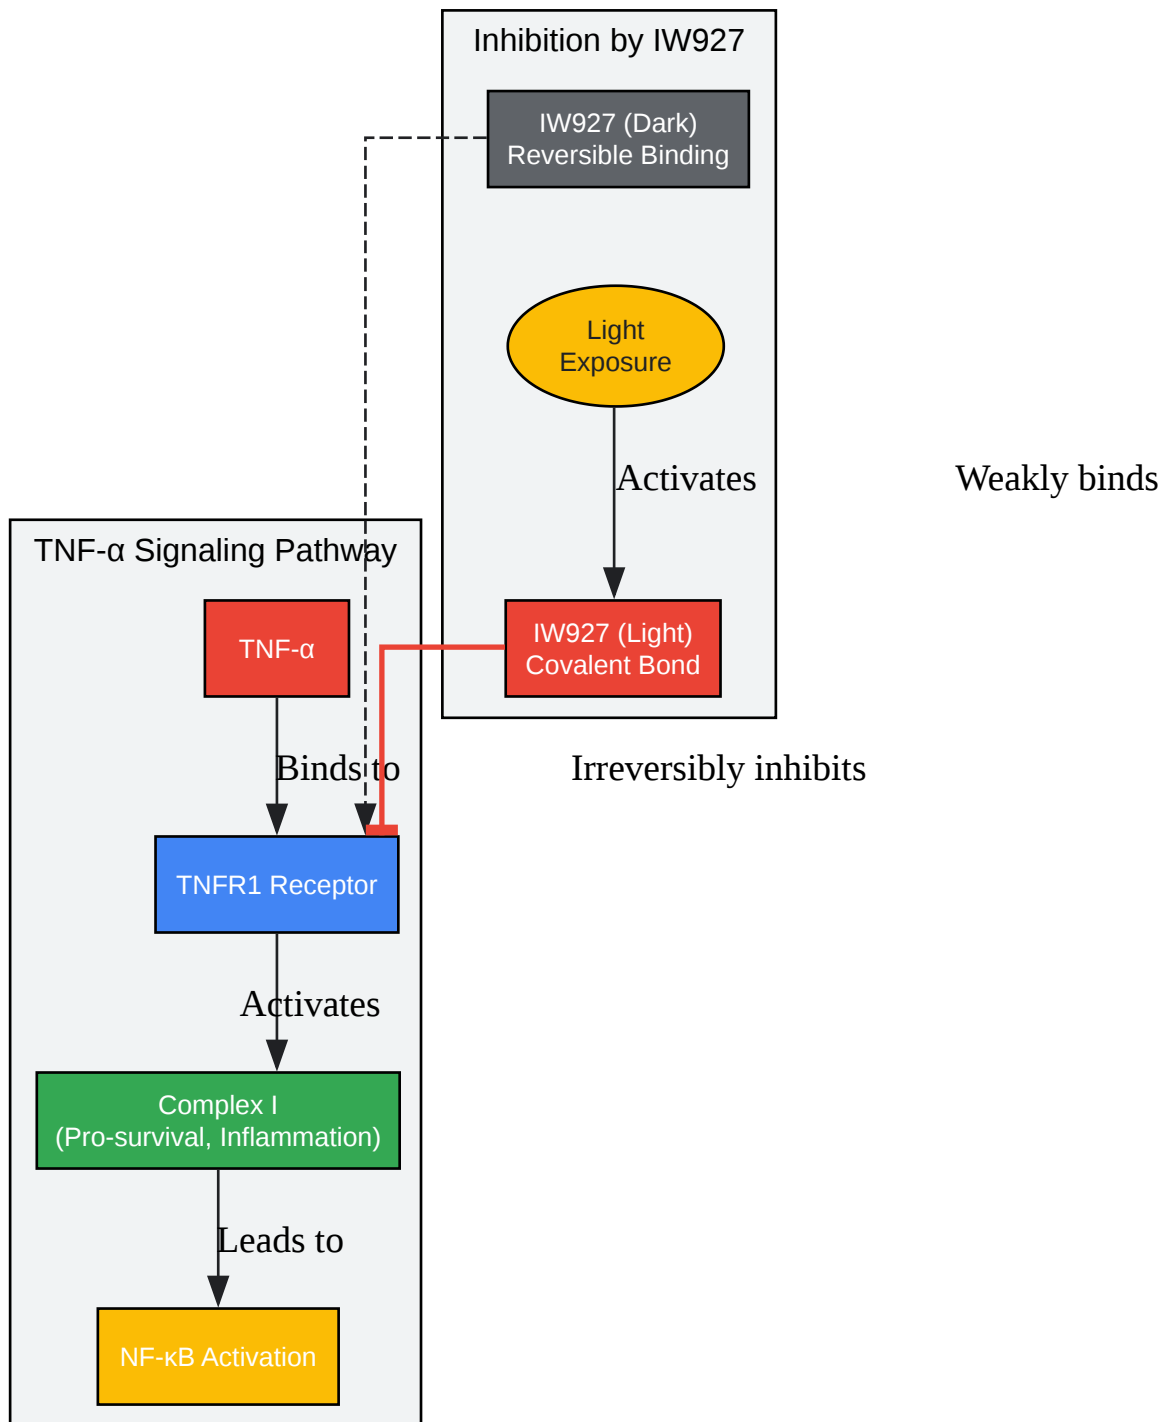 Inhibition by IW927
IW927 (Dark)
Reversible Binding
Light
Exposure
Activates
Weakly binds
TNF-α Signaling Pathway
TNF-α
IW927 (Light)
Covalent Bond
Binds to
Irreversibly inhibits
TNFR1 Receptor
Activates
Complex I
(Pro-survival, Inflammation)
Leads to
NF-κB Activation